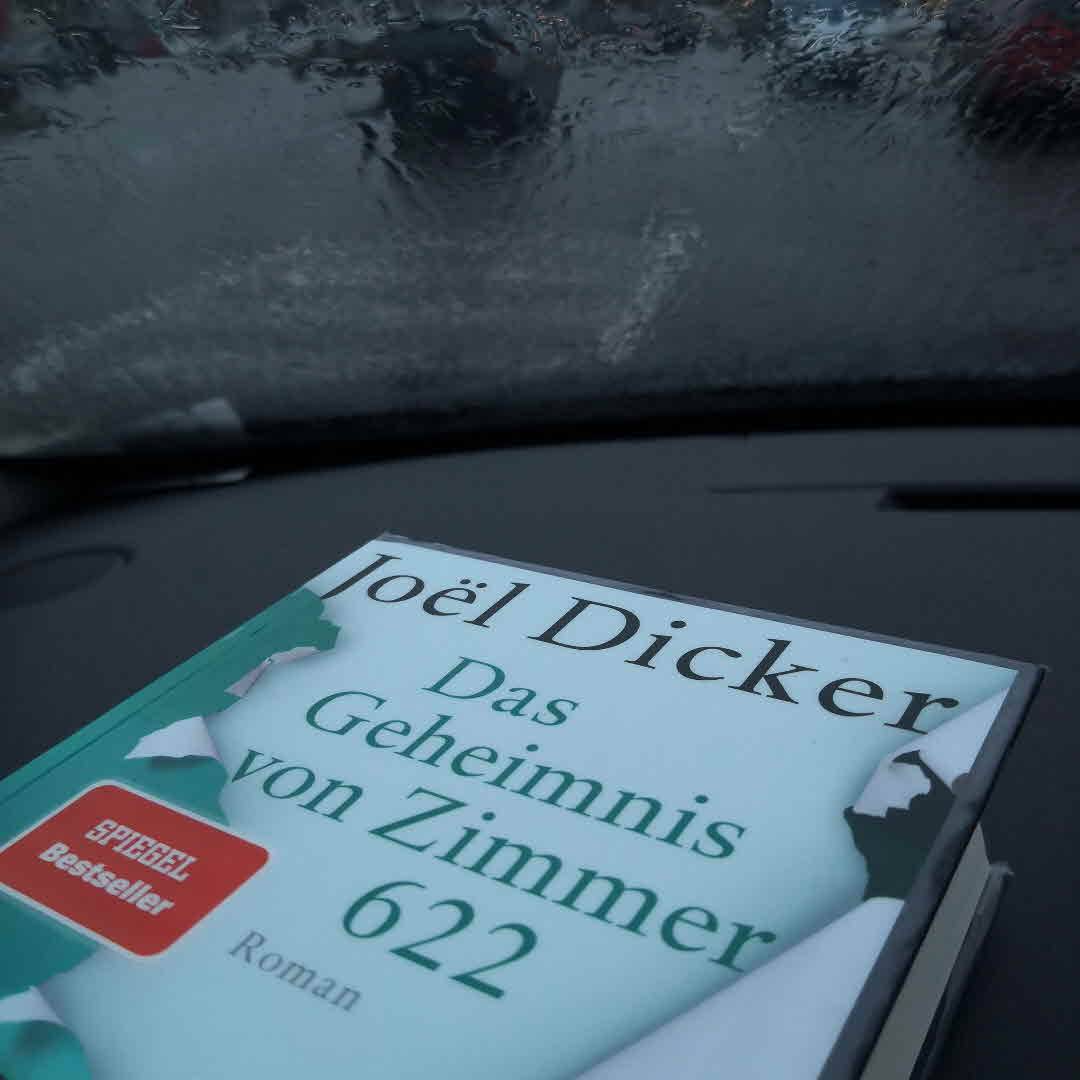 Joël Dicker
Das
Geheimnis
von Zimmer
622
Roman
SPIEGEL
Bestseller